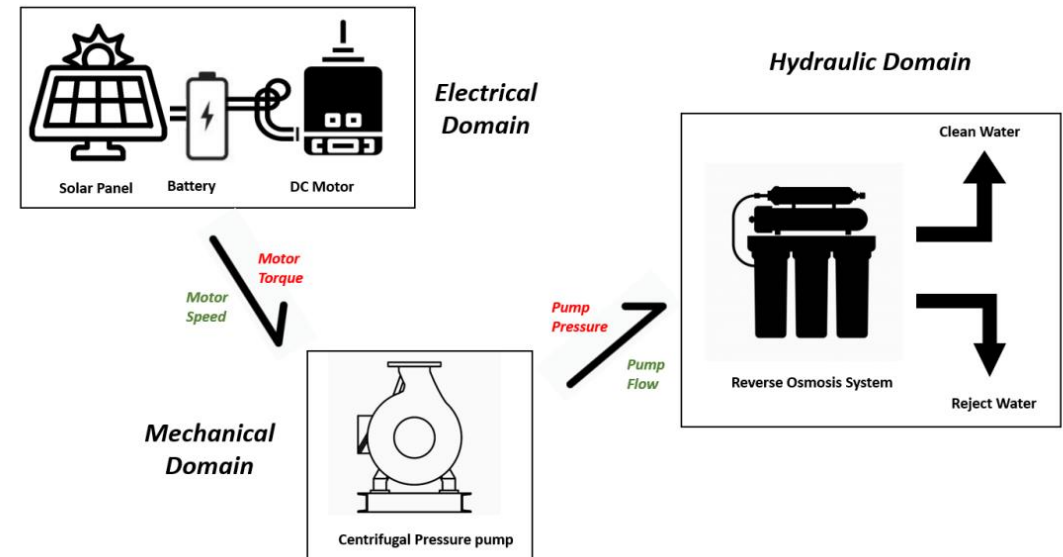 Electrical
Domain
Solar Panel
Battery
DC Motor
Motor
Torque
Motor
Speed
Mechanical
Domain
Centrifugal Pressure pump
Pump
Pressure
Pump
Flow
Hydraulic Domain
Clean Water
Reverse Osmosis System
Reject Water